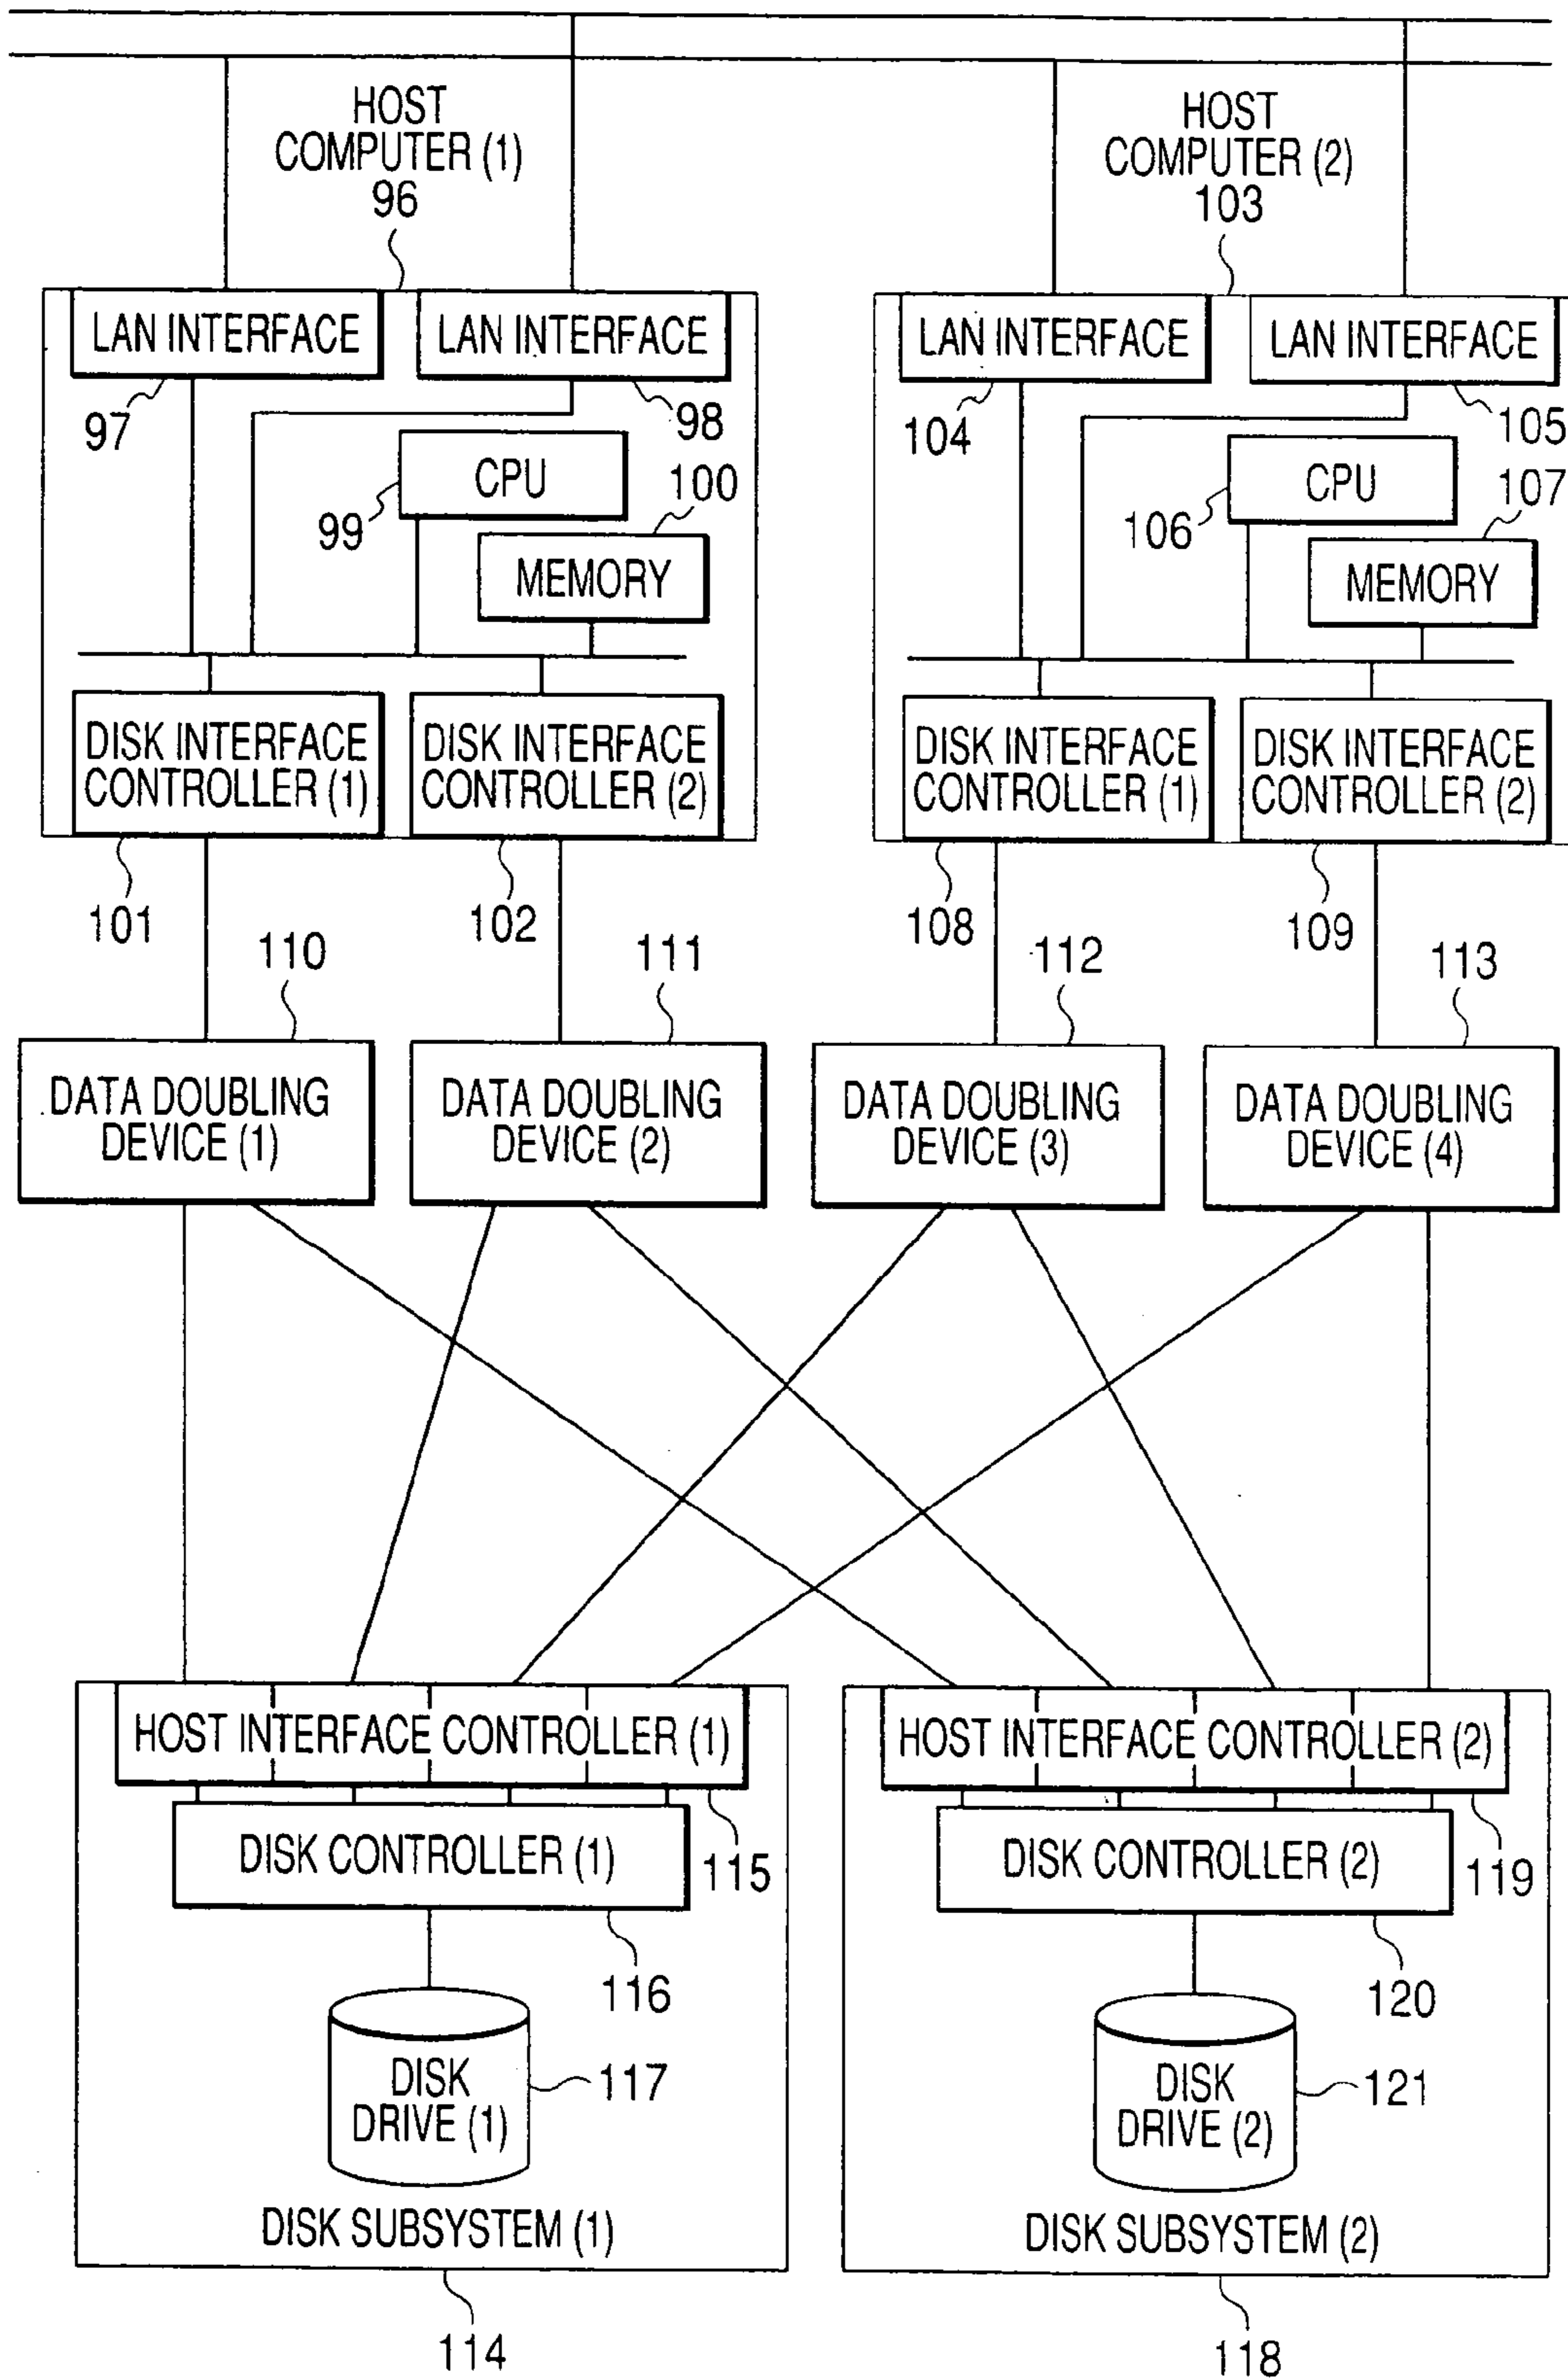 HOST
COMPUTER (1)
96
HOST
COMPUTER (2)
103
LAN INTERFACE
LAN INTERFACE
LAN INTERFACE
LAN INTERFACE
97
98
104
105
CPU
99
100
CPU
106
107
MEMORY
MEMORY
DISK INTERFACE
CONTROLLER (1)
DISK INTERFACE
CONTROLLER (2)
DISK INTERFACE
CONTROLLER (1)
DISK INTERFACE
CONTROLLER (2)
101
102
108
109
110
111
112
113
DATA DOUBLING
DEVICE (1)
DATA DOUBLING
DEVICE (2)
DATA DOUBLING
DEVICE (3)
DATA DOUBLING
DEVICE (4)
HOST INTERFACE CONTROLLER (1)
HOST INTERFACE CONTROLLER (2)
DISK CONTROLLER (1)
115
DISK CONTROLLER (2)
119
116
120
DISK
DRIVE (1)
117
DISK
DRIVE (2)
121
DISK SUBSYSTEM (1)
DISK SUBSYSTEM (2)
114
118